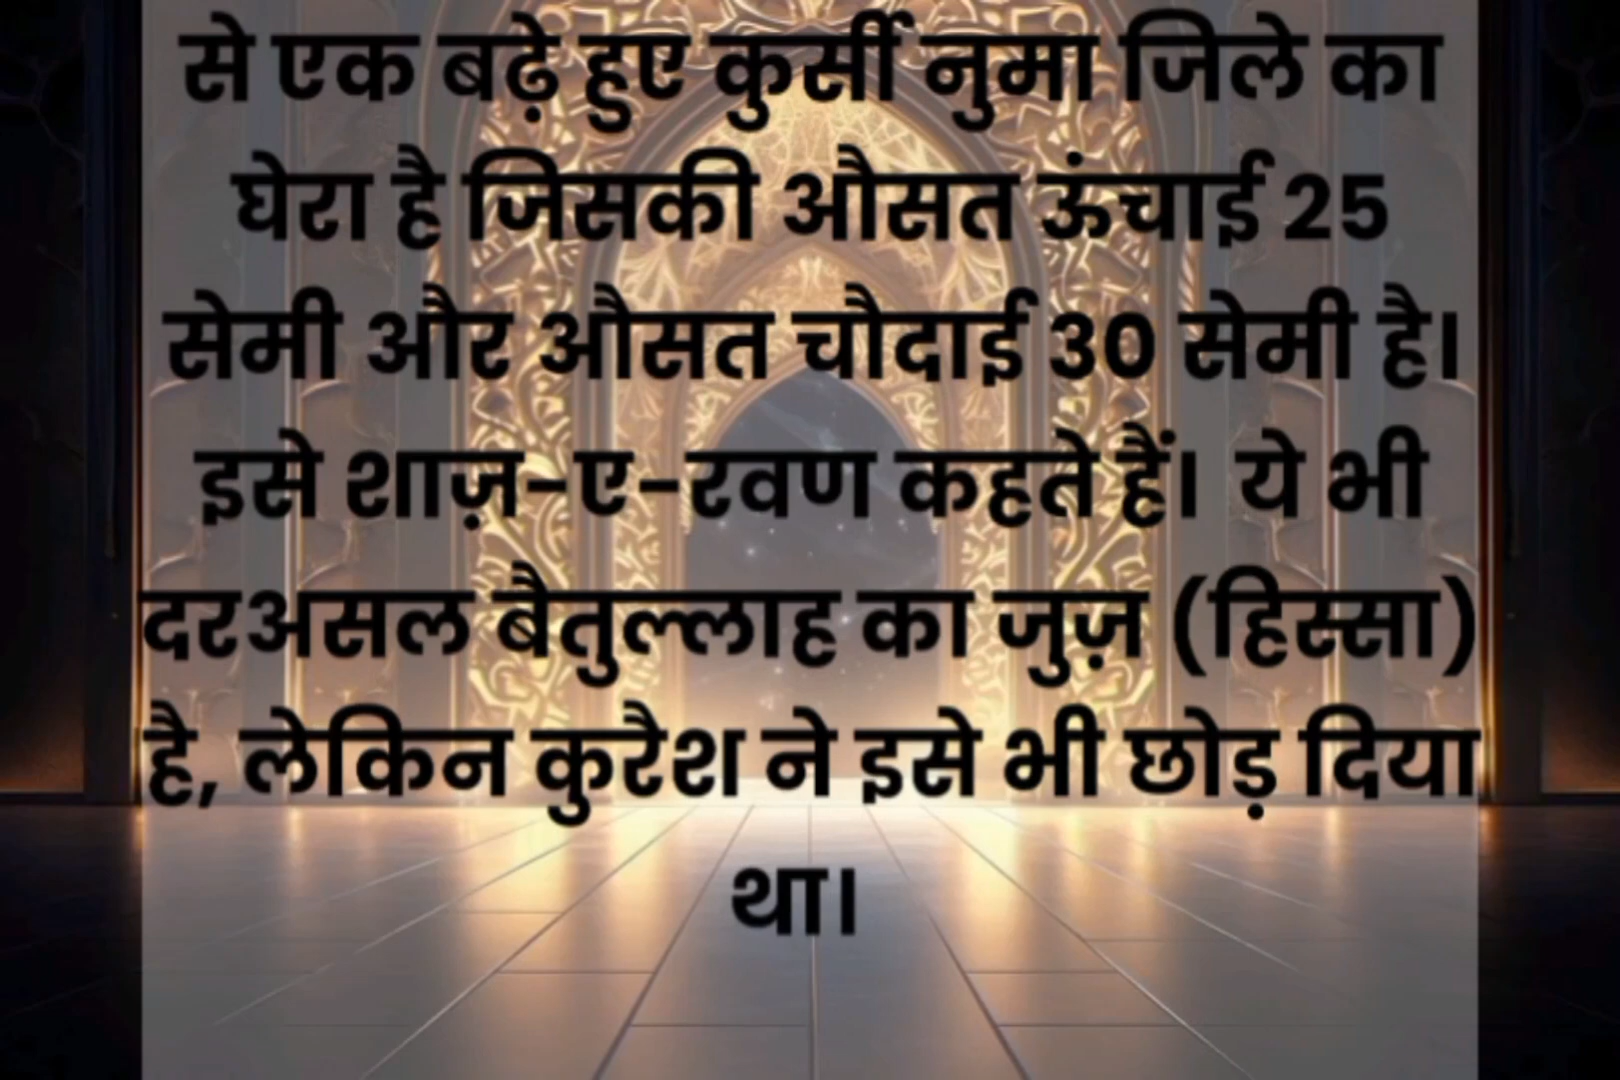 से एक बढ़े हुए कुर्सी नुमा जिले का
घेरा है जिसकी औसत ऊंचाई 25
सेमी और औसत चौदाई 30 सेमी है।
इसे शाज़-ए-रवण कहते हैं। ये भी
दरअसल बैतुल्लाह का जुज़ (हिस्सा)
है, लेकिन कुरैश ने इसे भी छोड़ दिया
था।